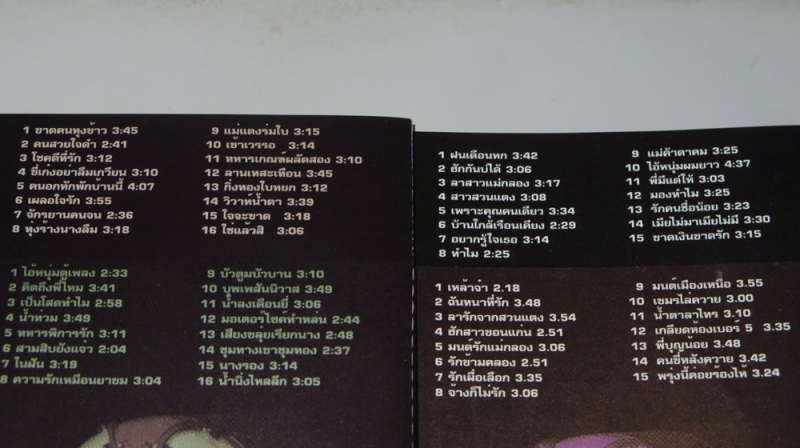 1 ขาดคนหุงข้าว 3:45
2 คนสวยใจดำ 2:41
3 โชคดีที่รัก 3:12
4 ขี้เก่งอย่าลืมเกวียน 3:10
5 คนอกหักพักบ้านนี้ 4:07
6 เผลอใจรัก 3:55
7 จักรยานคนจน 2:36
8 ทุ่งร้างนางลืม 3:18
9 แม่แตงร่มใบ 3:15
10 เขาเวรรอ 3:14
11 ทหารเกณฑ์ผลัดสอง 3:10
12 ลานเทสะเทือน 3:45
13 กิ่งทองใบหยก 3:12
14 วิวาห์น้ำตา 3:39
15 ใจจะขาด 3:18
16 ใช่แล้วสิ 3:06
1 ฝนเดือนหก 3:42
2 ฮักกันบ่ได้ 3:06
3 ลาสาวแม่กลอง 3:17
4 สาวสวนแตง 3:08
5 เพราะคุณคนเดียว 3:34
6 บ้านใกล้เรือนเคียง 2:29
7 อยากรู้ใจเธอ 3:14
8 ทำไม 2:25
9 แม่ค้าตาคม 3:25
10 ไอ้หนุ่มผมยาว 4:37
11 พี่มีแต่ให้ 3:03
12 มองทำไม 3:25
13 รักคนชื่อน้อย 3:23
14 เมียไม่มาเมียไม่มี 3:30
15 ขาดเงินขาดรัก 3:15
1 ไอ้หนุ่มตู้เพลง 2:33
2 คิดถึงพี่ไหม 3:41
3 เป็นโสดทำไม 2:58
4 น้ำท่วม 3:49
5 ทหารพิการรัก 3:11
6 สามสิบยังแจ๋ว 2:04
7 ในฝัน 3:19
8 ความรักเหมือนยาขม 3:04
9 บัวตูมบัวบาน 3:10
10 บุพเพสันนิวาส 3:49
11 น้ำลงเดือนยี่ 3:06
12 มอเตอร์ไซค์ทำหล่น 2:44
13 เสียงขลุ่ยเรียกนาง 2:48
14 ชุมทางเขาชุมทอง 2:37
15 นางรอง 3:14
16 น้ำนิ่งไหลลึก 3:05
1 เหล้าจ๋า 2.18
2 ฉันทนาที่รัก 3.48
3 ลารักจากสวนแตง 3.54
4 ฮักสาวขอนแก่น 2.51
5 มนต์รักแม่กลอง 3.06
6 รักข้ามคลอง 2.51
7 รักเผื่อเลือก 3.35
8 จ้างก็ไม่รัก 3.06
9 มนต์เมืองเหนือ 3.55
10 เขมรไล่ควาย 3.00
11 น้ำตาลาไทร 3.10
12 เกลียดห้องเบอร์ 5 3.35
13 พี่บุญน้อย 3.48
14 คนขี่หลังควาย 3.42
15 พรุ่งนี้ค่อยร้องไห้ 3.24